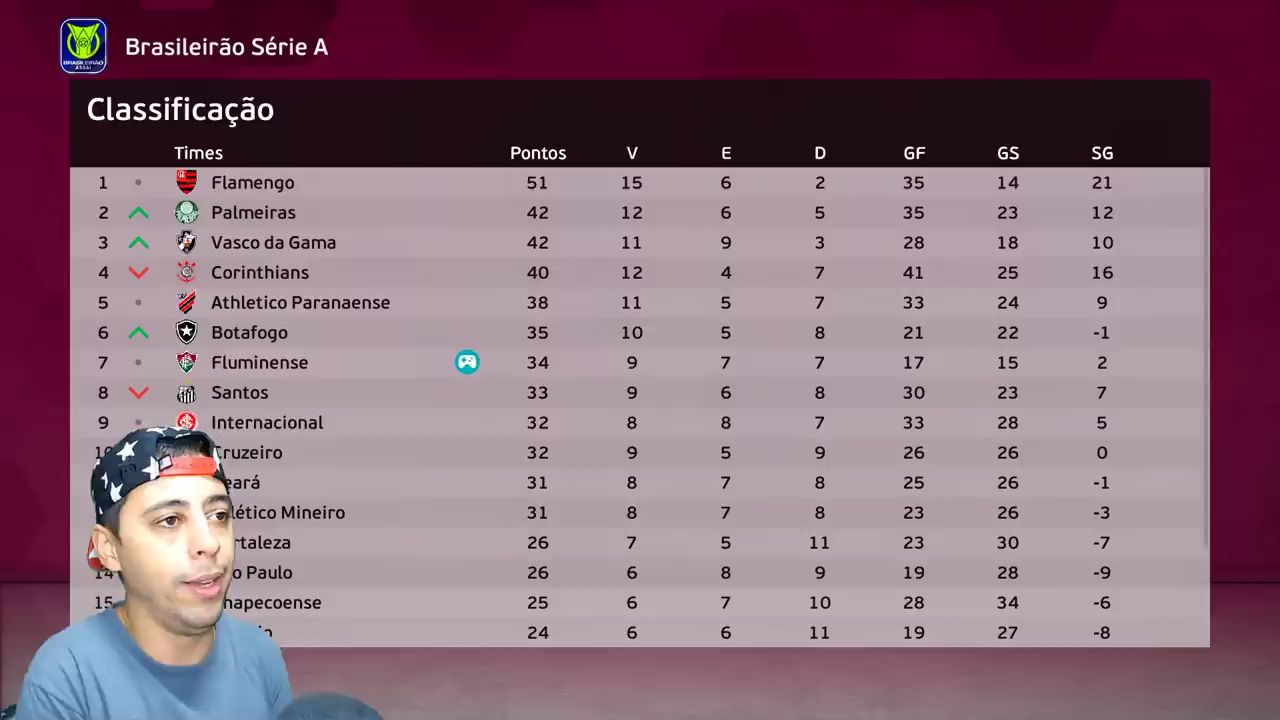 Brasileirão Série A
Classificação
Times Pontos V E D GF GS SG
1 Flamengo 51 15 6 2 35 14 21
2 Palmeiras 42 12 6 5 35 23 12
3 Vasco da Gama 42 11 9 3 28 18 10
4 Corinthians 40 12 4 7 41 25 16
5 Athletico Paranaense 38 11 5 7 33 24 9
6 Botafogo 35 10 5 8 21 22 -1
7 Fluminense 34 9 7 7 17 15 2
8 Santos 33 9 6 8 30 23 7
9 Internacional 32 8 8 7 33 28 5
10 Cruzeiro 32 9 5 9 26 26 0
eará 31 8 7 8 25 26 -1
lético Mineiro 31 8 7 8 23 26 -3
rtaleza 26 7 5 11 23 30 -7
14 o Paulo 26 6 8 9 19 28 -9
15 hapecoense 25 6 7 10 28 34 -6
24 6 6 11 19 27 -8